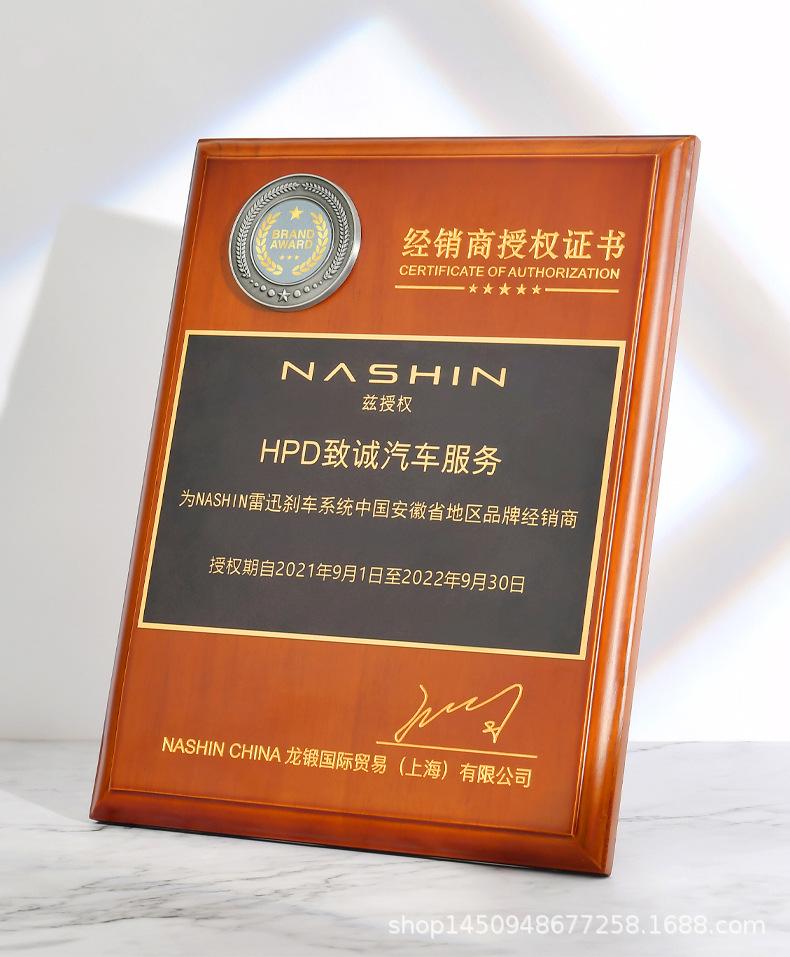 BRAND
AWARD
经销商授权证书
CERTIFICATE OF AUTHORIZATION
NASHIN
兹授权
HPD致诚汽车服务
为NASHIN雷迅刹车系统中国安徽省地区品牌经销商
授权期自2021年9月1日至2022年9月30日
NASHIN CHINA 龙锻国际贸易（上海）有限公司
shop1450948677258.1688.com